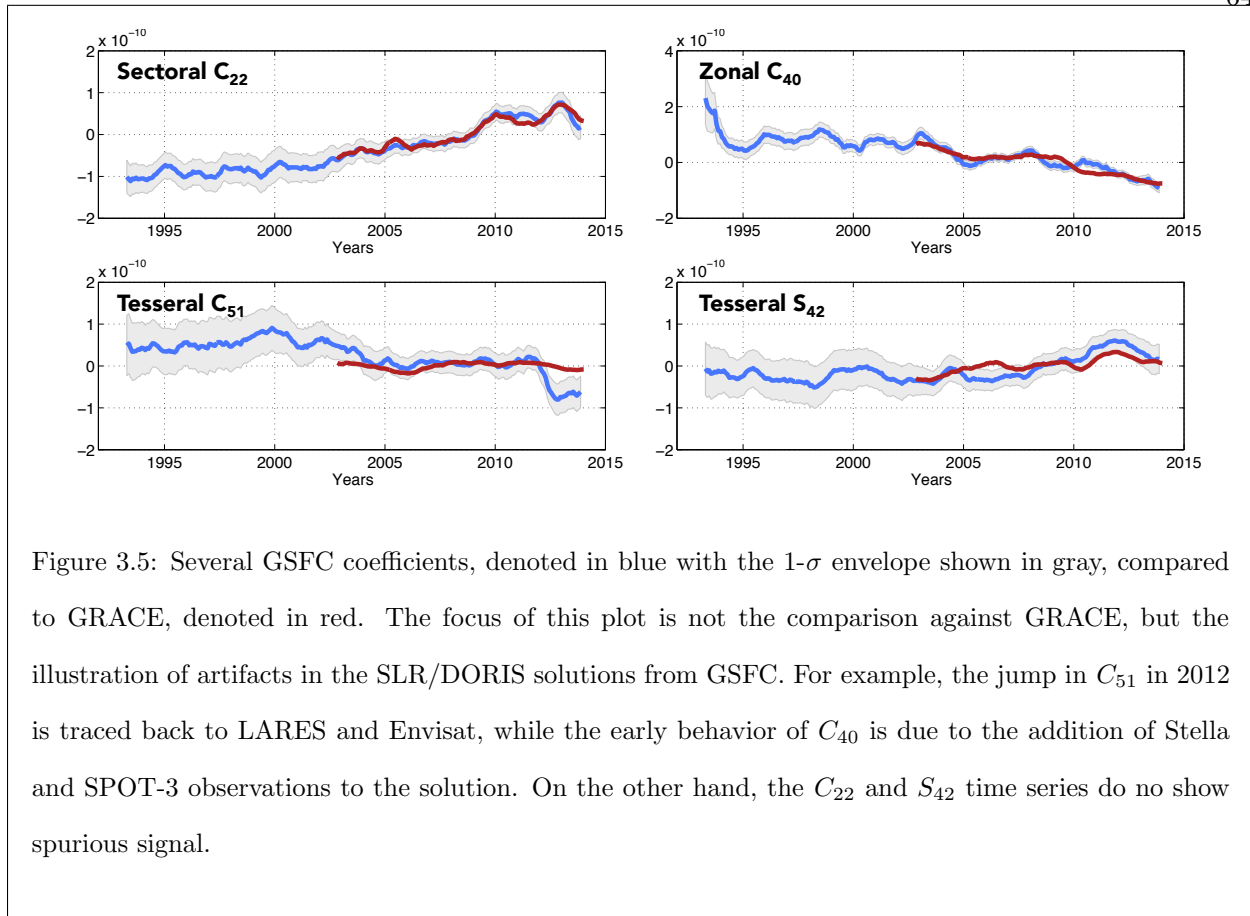 x 10⁻¹⁰
Sectoral C₂₂
2
1
0
−1
−2
1995 2000 2005 2010 2015
Years
x 10⁻¹⁰
Zonal C₄₀
4
2
0
−2
1995 2000 2005 2010 2015
Years
x 10⁻¹⁰
Tesseral C₅₁
2
1
0
−1
−2
1995 2000 2005 2010 2015
Years
x 10⁻¹⁰
Tesseral S₄₂
2
1
0
−1
−2
1995 2000 2005 2010 2015
Years
Figure 3.5: Several GSFC coefficients, denoted in blue with the 1-σ envelope shown in gray, compared
to GRACE, denoted in red. The focus of this plot is not the comparison against GRACE, but the
illustration of artifacts in the SLR/DORIS solutions from GSFC. For example, the jump in C₅₁ in 2012
is traced back to LARES and Envisat, while the early behavior of C₄₀ is due to the addition of Stella
and SPOT-3 observations to the solution. On the other hand, the C₂₂ and S₄₂ time series do no show
spurious signal.